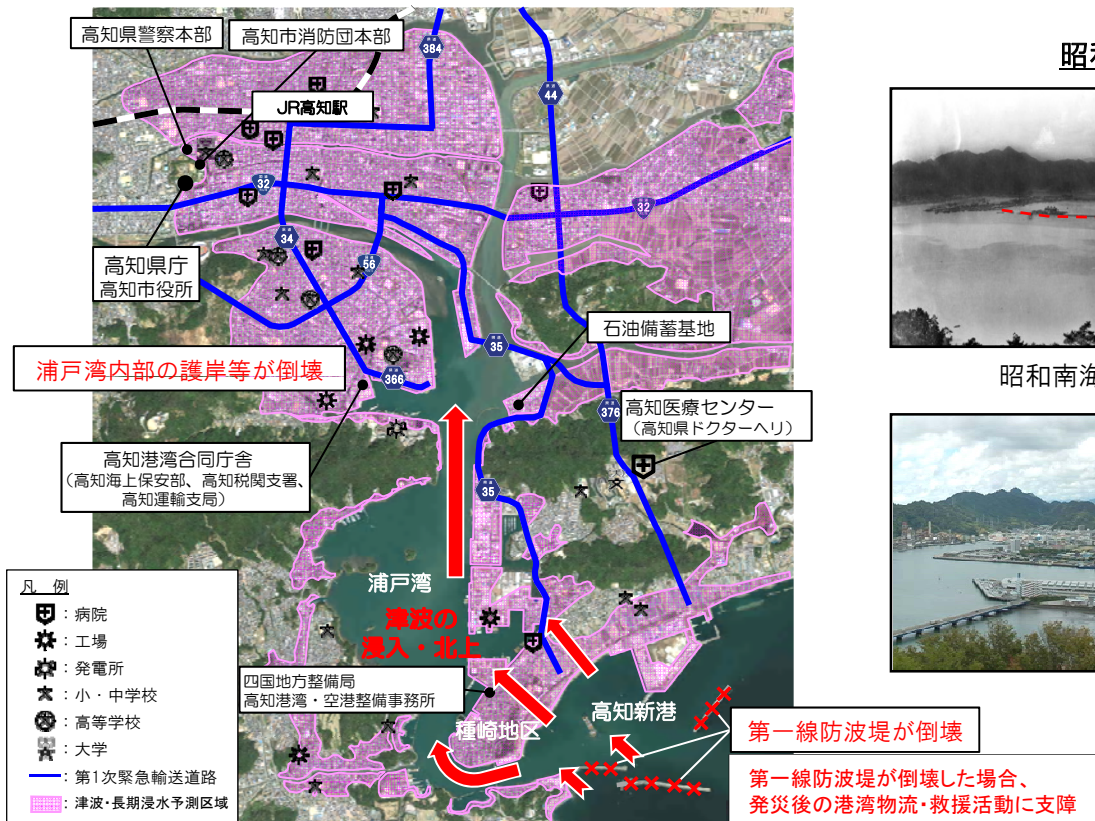 高知県警察本部
高知市消防団本部
384
44
JR高知駅
32
32
34
56
高知県庁
高知市役所
石油備蓄基地
35
浦戸湾内部の護岸等が倒壊
366
376
高知医療センター
（高知県ドクターヘリ）
高知港湾合同庁舎
（高知海上保安部、高知税関支署、
高知運輸支局）
35
浦戸湾
津波の
浸入・北上
四国地方整備局
高知港湾・空港整備事務所
種崎地区
高知新港
第一線防波堤が倒壊
第一線防波堤が倒壊した場合、
発災後の港湾物流・救援活動に支障
凡 例
：病院
：工場
：発電所
：小・中学校
：高等学校
：大学
：第1次緊急輸送道路
：津波・長期浸水予測区域
昭和
昭和南海